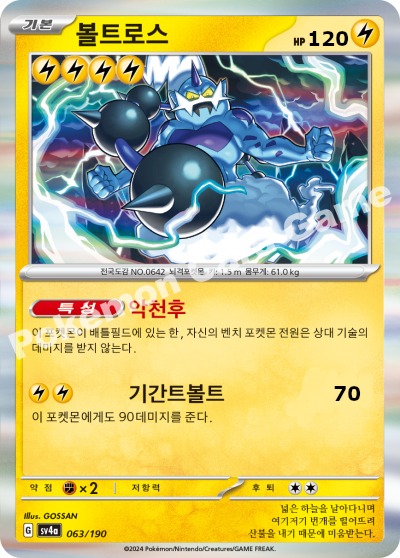 기본
볼트로스
HP 120
전국도감 NO.0642 뇌격포켓몬 키: 1.5 m 몸무게: 61.0 kg
특성 악천후
이 포켓몬이 배틀필드에 있는 한, 자신의 벤치 포켓몬 전원은 상대 기술의
데미지를 받지 않는다.
기간트볼트 70
이 포켓몬에게도 90데미지를 준다.
약점 ×2 저항력 후퇴
Illus. GOSSAN
G sv4a 063/190
넓은 하늘을 날아다니며
여기저기 번개를 떨어뜨려
산불을 내기 때문에 미움받는다.
©2024 Pokémon/Nintendo/Creatures/GAME FREAK.
Pokémon Card Game